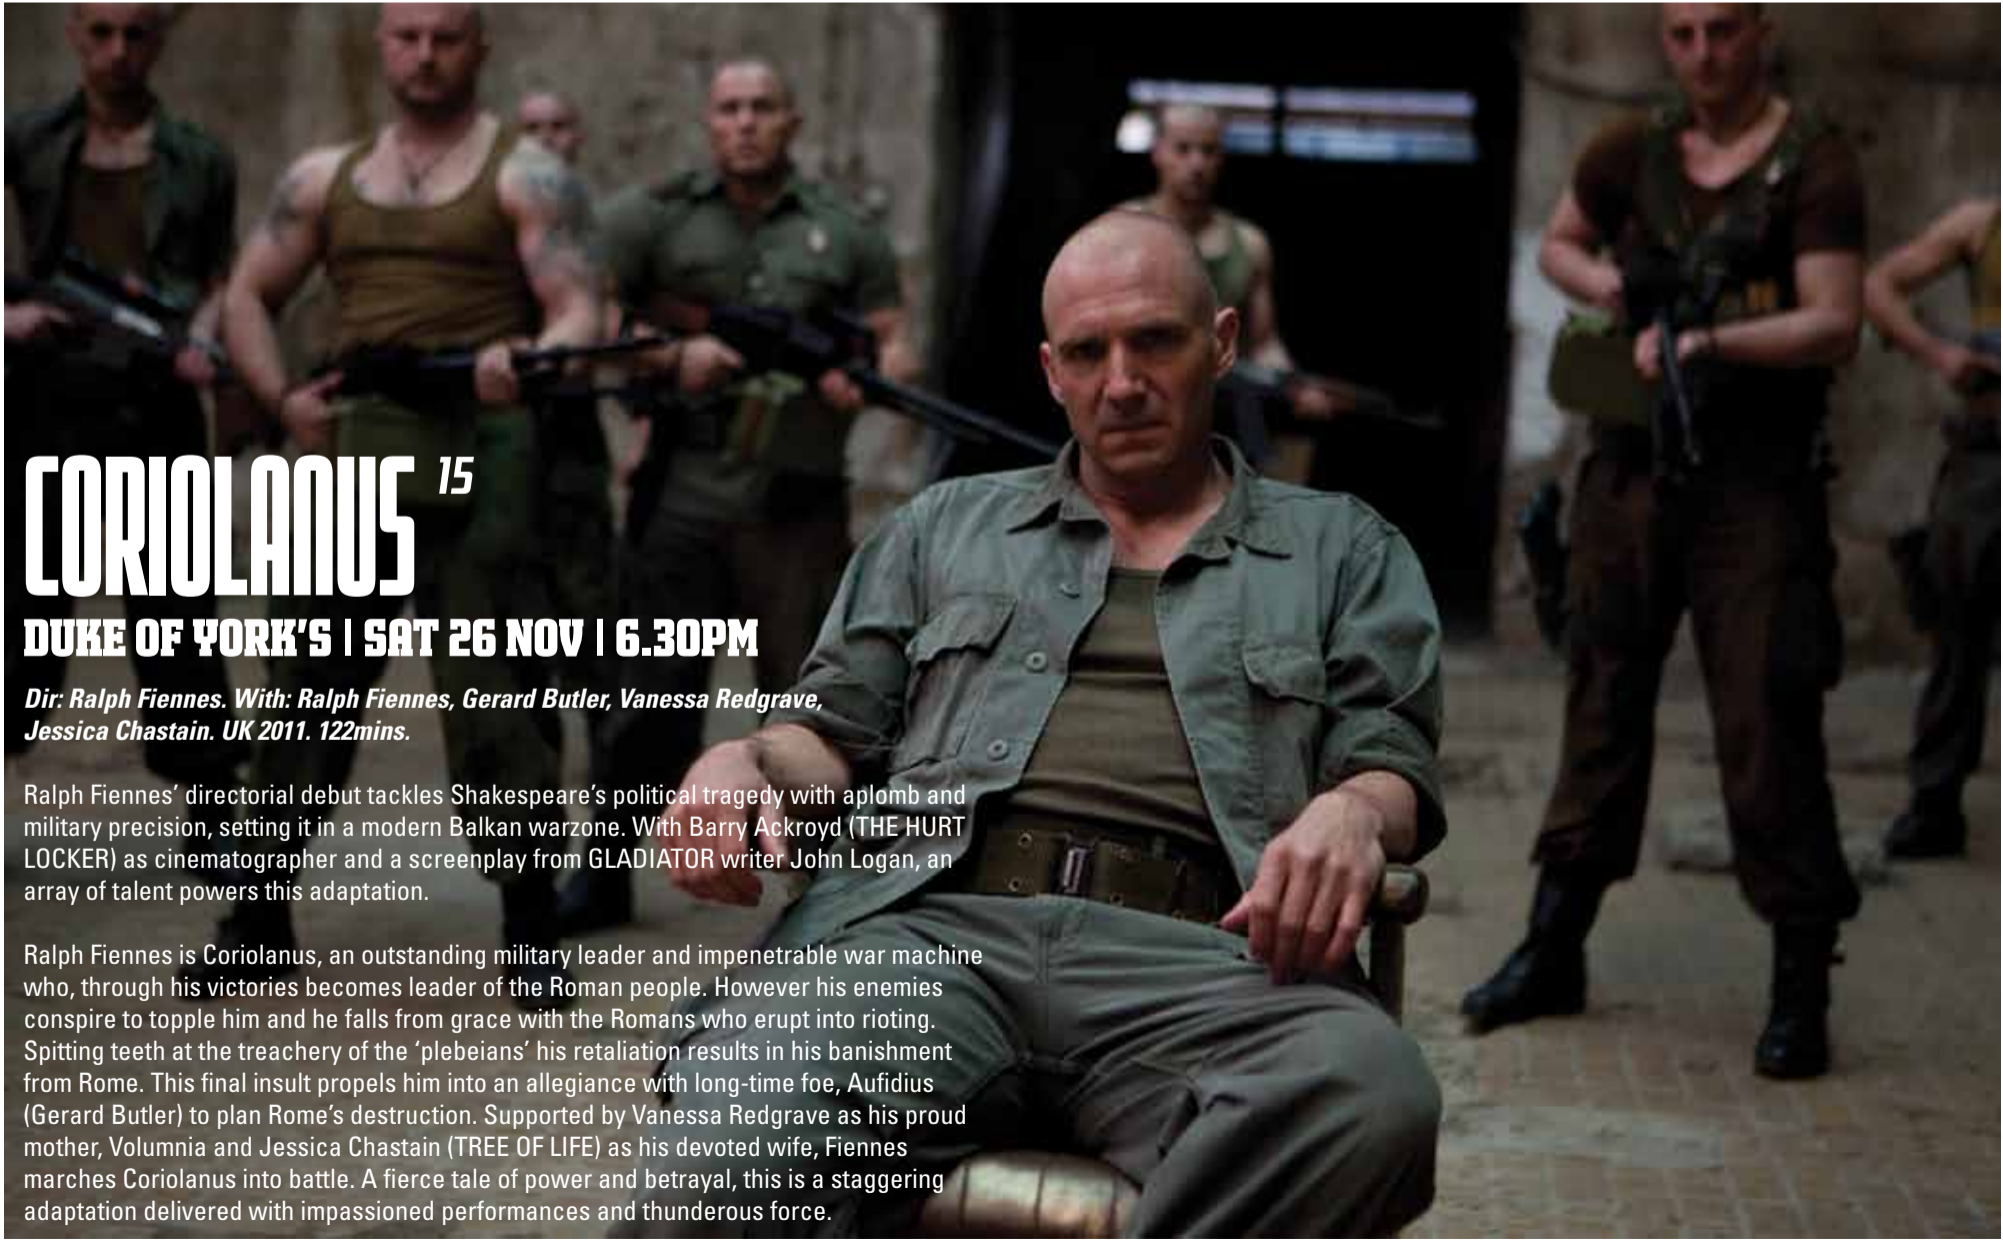 CORIOLANUS 15
DUKE OF YORK'S | SAT 26 NOV | 6.30PM
Dir: Ralph Fiennes. With: Ralph Fiennes, Gerard Butler, Vanessa Redgrave,
Jessica Chastain. UK 2011. 122mins.
Ralph Fiennes’ directorial debut tackles Shakespeare’s political tragedy with aplomb and
military precision, setting it in a modern Balkan warzone. With Barry Ackroyd (THE HURT
LOCKER) as cinematographer and a screenplay from GLADIATOR writer John Logan, an
array of talent powers this adaptation.
Ralph Fiennes is Coriolanus, an outstanding military leader and impenetrable war machine
who, through his victories becomes leader of the Roman people. However his enemies
conspire to topple him and he falls from grace with the Romans who erupt into rioting.
Spitting teeth at the treachery of the ‘plebeians’ his retaliation results in his banishment
from Rome. This final insult propels him into an allegiance with long-time foe, Aufidius
(Gerard Butler) to plan Rome’s destruction. Supported by Vanessa Redgrave as his proud
mother, Volumnia and Jessica Chastain (TREE OF LIFE) as his devoted wife, Fiennes
marches Coriolanus into battle. A fierce tale of power and betrayal, this is a staggering
adaptation delivered with impassioned performances and thunderous force.